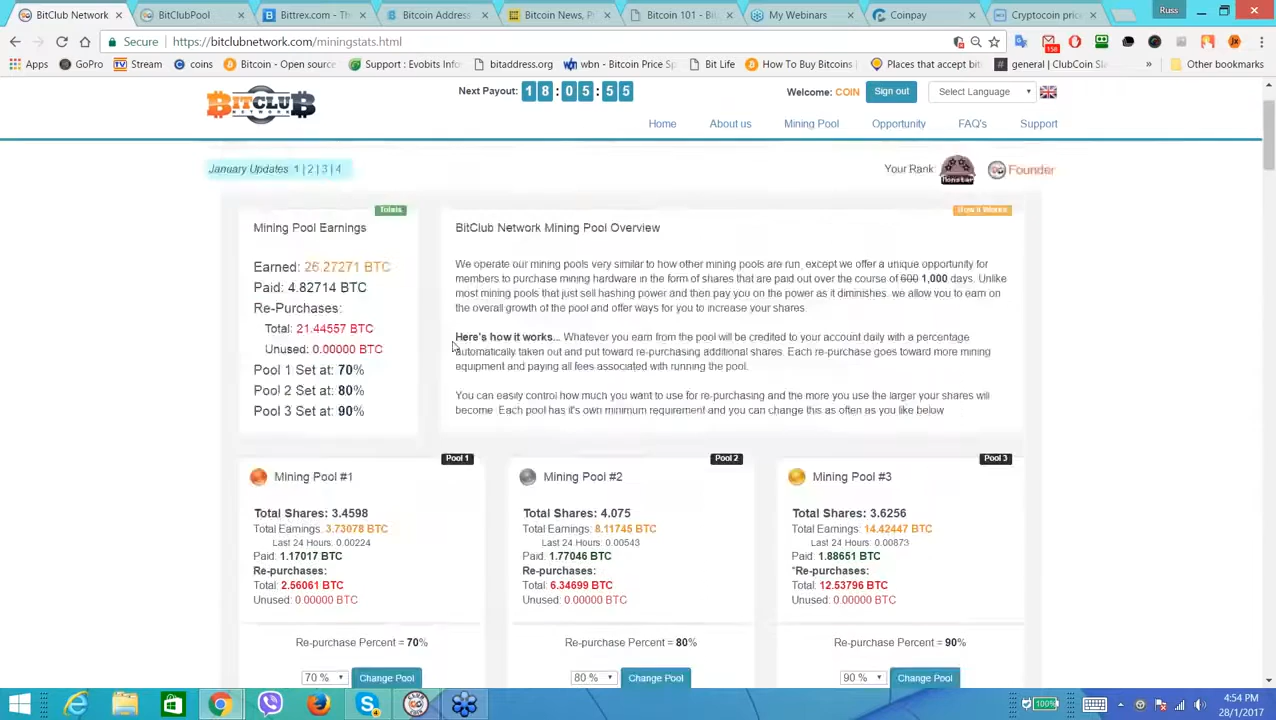 Russ
BitClub Network
BitClubPool
Bittrex.com - The
Bitcoin Address
Bitcoin News, P
Bitcoin 101 - Bl
My Webinars
Coinpay
Cryptocoin price
Secure
https://bitclubnetwork.com/miningstats.html
158
Apps
GoPro
Stream
coins
Bitcoin - Open source
Support : Evobits Info
bitaddress.org
wbn - Bitcoin Price Sp
Bit Life
How To Buy Bitcoins
Places that accept bit
general | ClubCoin Sla
»
Other bookmarks
BITCLUB
NETWORK
Next Payout: 18:05:55
Welcome: COIN
Sign out
Select Language
Home
About us
Mining Pool
Opportunity
FAQ's
Support
January Updates 1 | 2 | 3 | 4
Your Rank:
Monster
Founder
Totals
Mining Pool Earnings
Earned: 26.27271 BTC
Paid: 4.82714 BTC
Re-Purchases:
Total: 21.44557 BTC
Unused: 0.00000 BTC
Pool 1 Set at: 70%
Pool 2 Set at: 80%
Pool 3 Set at: 90%
How it Works
BitClub Network Mining Pool Overview
We operate our mining pools very similar to how other mining pools are run, except we offer a unique opportunity for
members to purchase mining hardware in the form of shares that are paid out over the course of 600 1,000 days. Unlike
most mining pools that just sell hashing power and then pay you on the power as it diminishes, we allow you to earn on
the overall growth of the pool and offer ways for you to increase your shares.
Here's how it works... Whatever you earn from the pool will be credited to your account daily with a percentage
automatically taken out and put toward re-purchasing additional shares. Each re-purchase goes toward more mining
equipment and paying all fees associated with running the pool.
You can easily control how much you want to use for re-purchasing and the more you use the larger your shares will
become. Each pool has it's own minimum requirement and you can change this as often as you like below
Pool 1
Mining Pool #1
Total Shares: 3.4598
Total Earnings: 3.73078 BTC
Last 24 Hours: 0.00224
Paid: 1.17017 BTC
Re-purchases:
Total: 2.56061 BTC
Unused: 0.00000 BTC
Re-purchase Percent = 70%
70 %
Change Pool
Pool 2
Mining Pool #2
Total Shares: 4.075
Total Earnings: 8.11745 BTC
Last 24 Hours: 0.00543
Paid: 1.77046 BTC
Re-purchases:
Total: 6.34699 BTC
Unused: 0.00000 BTC
Re-purchase Percent = 80%
80 %
Change Pool
Pool 3
Mining Pool #3
Total Shares: 3.6256
Total Earnings: 14.42447 BTC
Last 24 Hours: 0.00873
Paid: 1.88651 BTC
*Re-purchases:
Total: 12.53796 BTC
Unused: 0.00000 BTC
Re-purchase Percent = 90%
90 %
Change Pool
100%
4:54 PM
28/1/2017